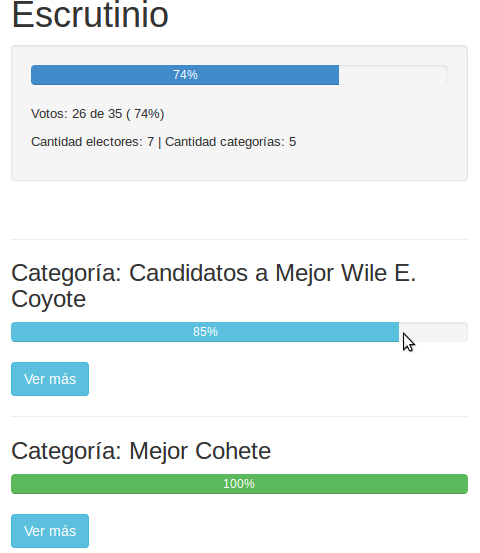 Escrutinio
74%
Votos: 26 de 35 ( 74%)
Cantidad electores: 7 | Cantidad categorías: 5
Categoría: Candidatos a Mejor Wile E.
Coyote
85%
Ver más
Categoría: Mejor Cohete
100%
Ver más